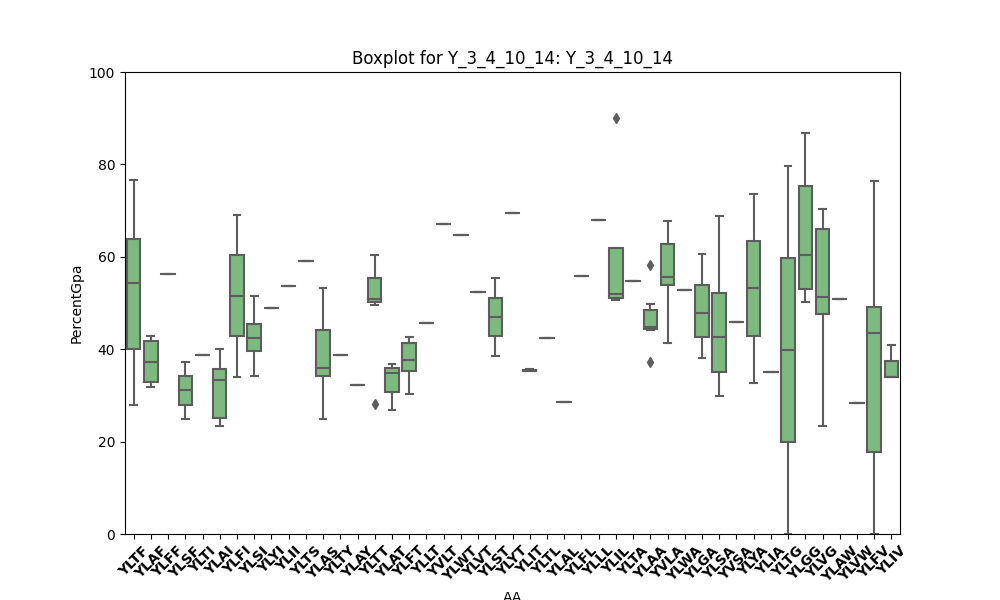 Boxplot for Y_3_4_10_14: Y_3_4_10_14
100
80
60
40
20
0
PercentGpa
YLTF YLAF YLFF YLSF YLTI YLAI YLFI YLSI YLYI YLII YLTS YLAS YLTY YLAY YLTT YLAT YLFT YLLT YVLT YLWT YLVT YLST YLYT YLIT YLTL YLAL YLFL YLLL YLIL YLTA YLAA YVLA YLWA YLGA YLSA YVSA YLYA YLIA YLTG YLGG YLVG YLAW YLVW YLFV YLIV
AA